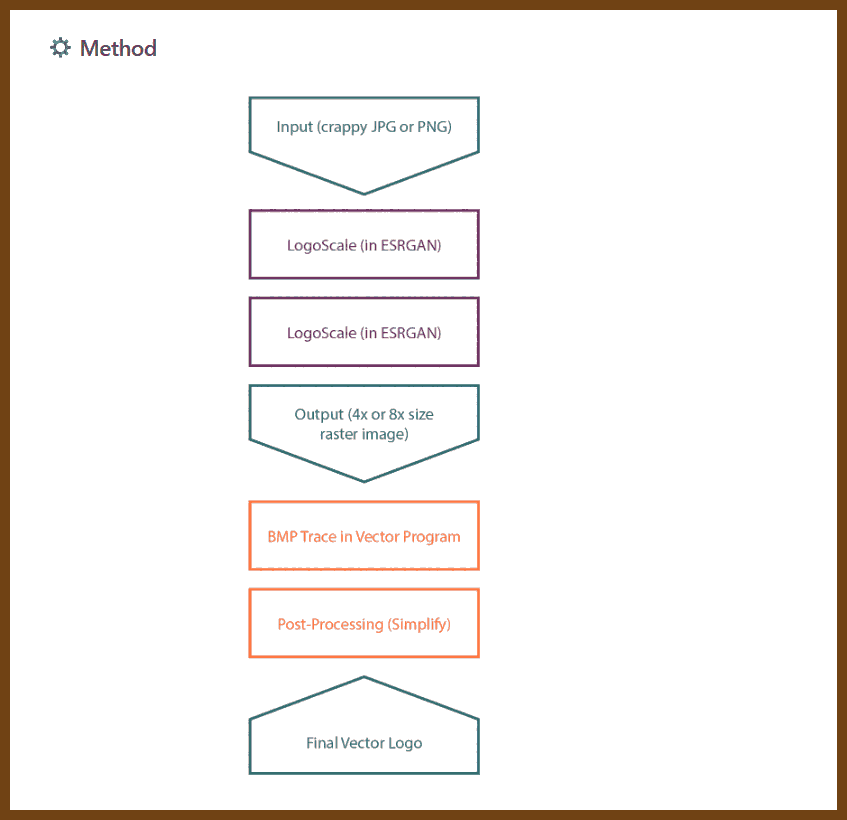 Method
Input (crappy JPG or PNG)
LogoScale (in ESRGAN)
LogoScale (in ESRGAN)
Output (4x or 8x size
raster image)
BMP Trace in Vector Program
Post-Processing (Simplify)
Final Vector Logo